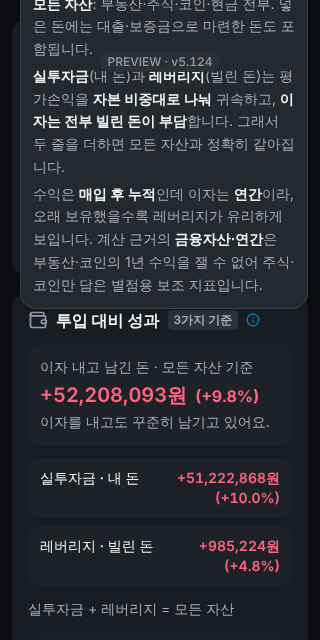 모든 자산: 부동산·주식·코인·현금 전부. 넣
은 돈에는 대출·보증금으로 마련한 돈도 포
함됩니다.
PREVIEW · v5.124
실투자금(내 돈)과 레버리지(빌린 돈)는 평
가손익을 자본 비중대로 나눠 귀속하고, 이
자는 전부 빌린 돈이 부담합니다. 그래서
두 줄을 더하면 모든 자산과 정확히 같아집
니다.
수익은 매입 후 누적인데 이자는 연간이라,
오래 보유했을수록 레버리지가 유리하게
보입니다. 계산 근거의 금융자산·연간은
부동산·코인의 1년 수익을 잴 수 없어 주식·
코인만 담은 별점용 보조 지표입니다.
투입 대비 성과 3가지 기준
이자 내고 남긴 돈 · 모든 자산 기준
+52,208,093원 (+9.8%)
이자를 내고도 꾸준히 남기고 있어요.
실투자금 · 내 돈 +51,222,868원
(+10.0%)
레버리지 · 빌린 돈 +985,224원
(+4.8%)
실투자금 + 레버리지 = 모든 자산